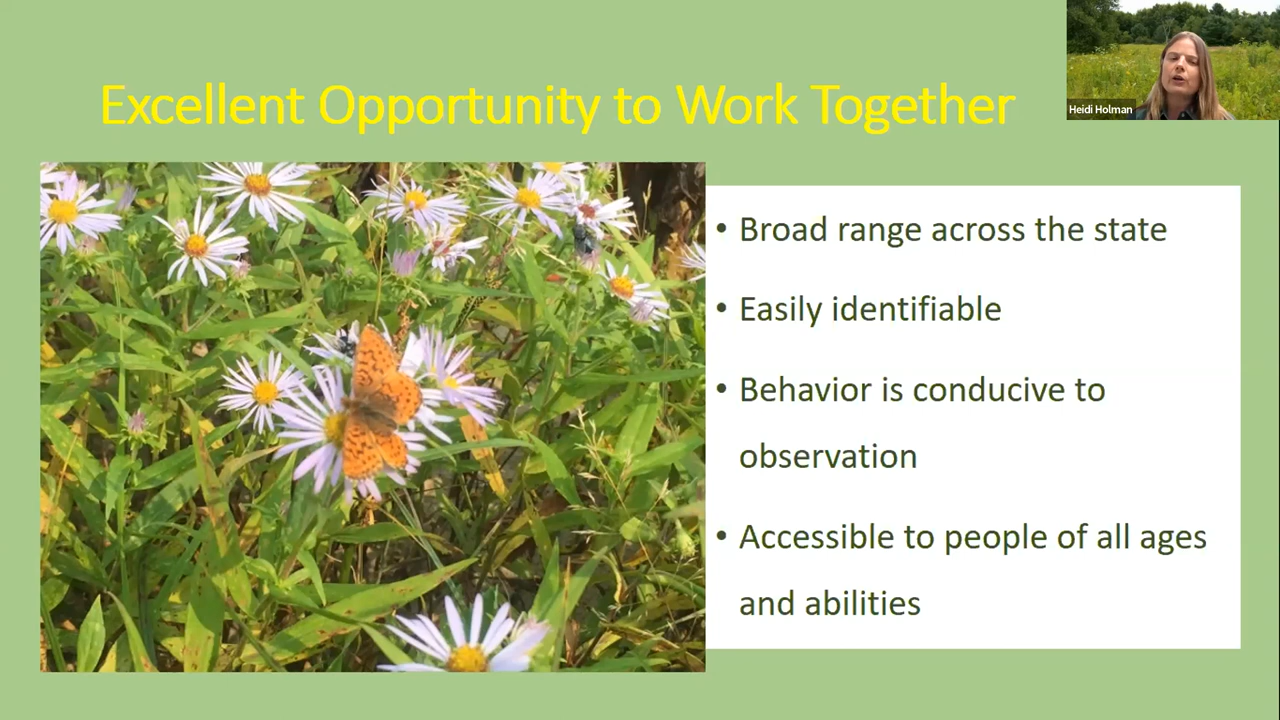 Heidi Holman
Excellent Opportunity to Work Together
• Broad range across the state
• Easily identifiable
• Behavior is conducive to
observation
• Accessible to people of all ages
and abilities